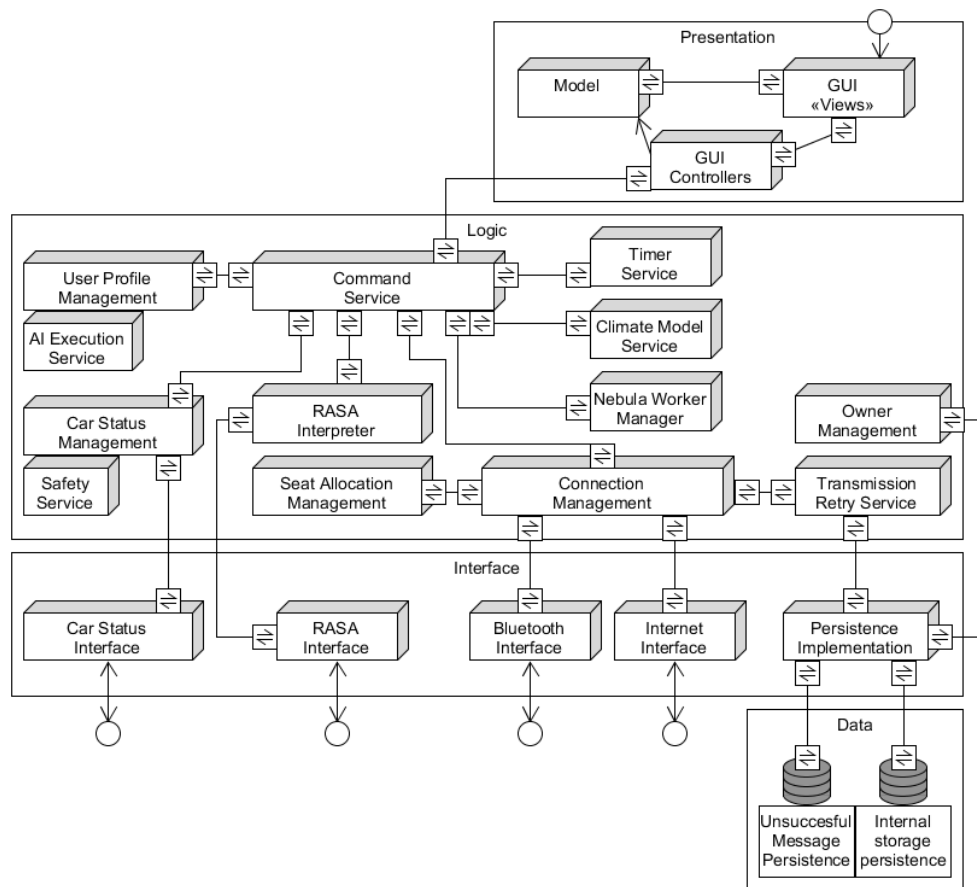 Presentation
Model
GUI
«Views»
GUI
Controllers
Logic
User Profile
Management
Command
Service
Timer
Service
AI Execution
Service
Climate Model
Service
Car Status
Management
RASA
Interpreter
Nebula Worker
Manager
Owner
Management
Safety
Service
Seat Allocation
Management
Connection
Management
Transmission
Retry Service
Interface
Car Status
Interface
RASA
Interface
Bluetooth
Interface
Internet
Interface
Persistence
Implementation
Data
Unsuccesful
Message
Persistence
Internal
storage
persistence